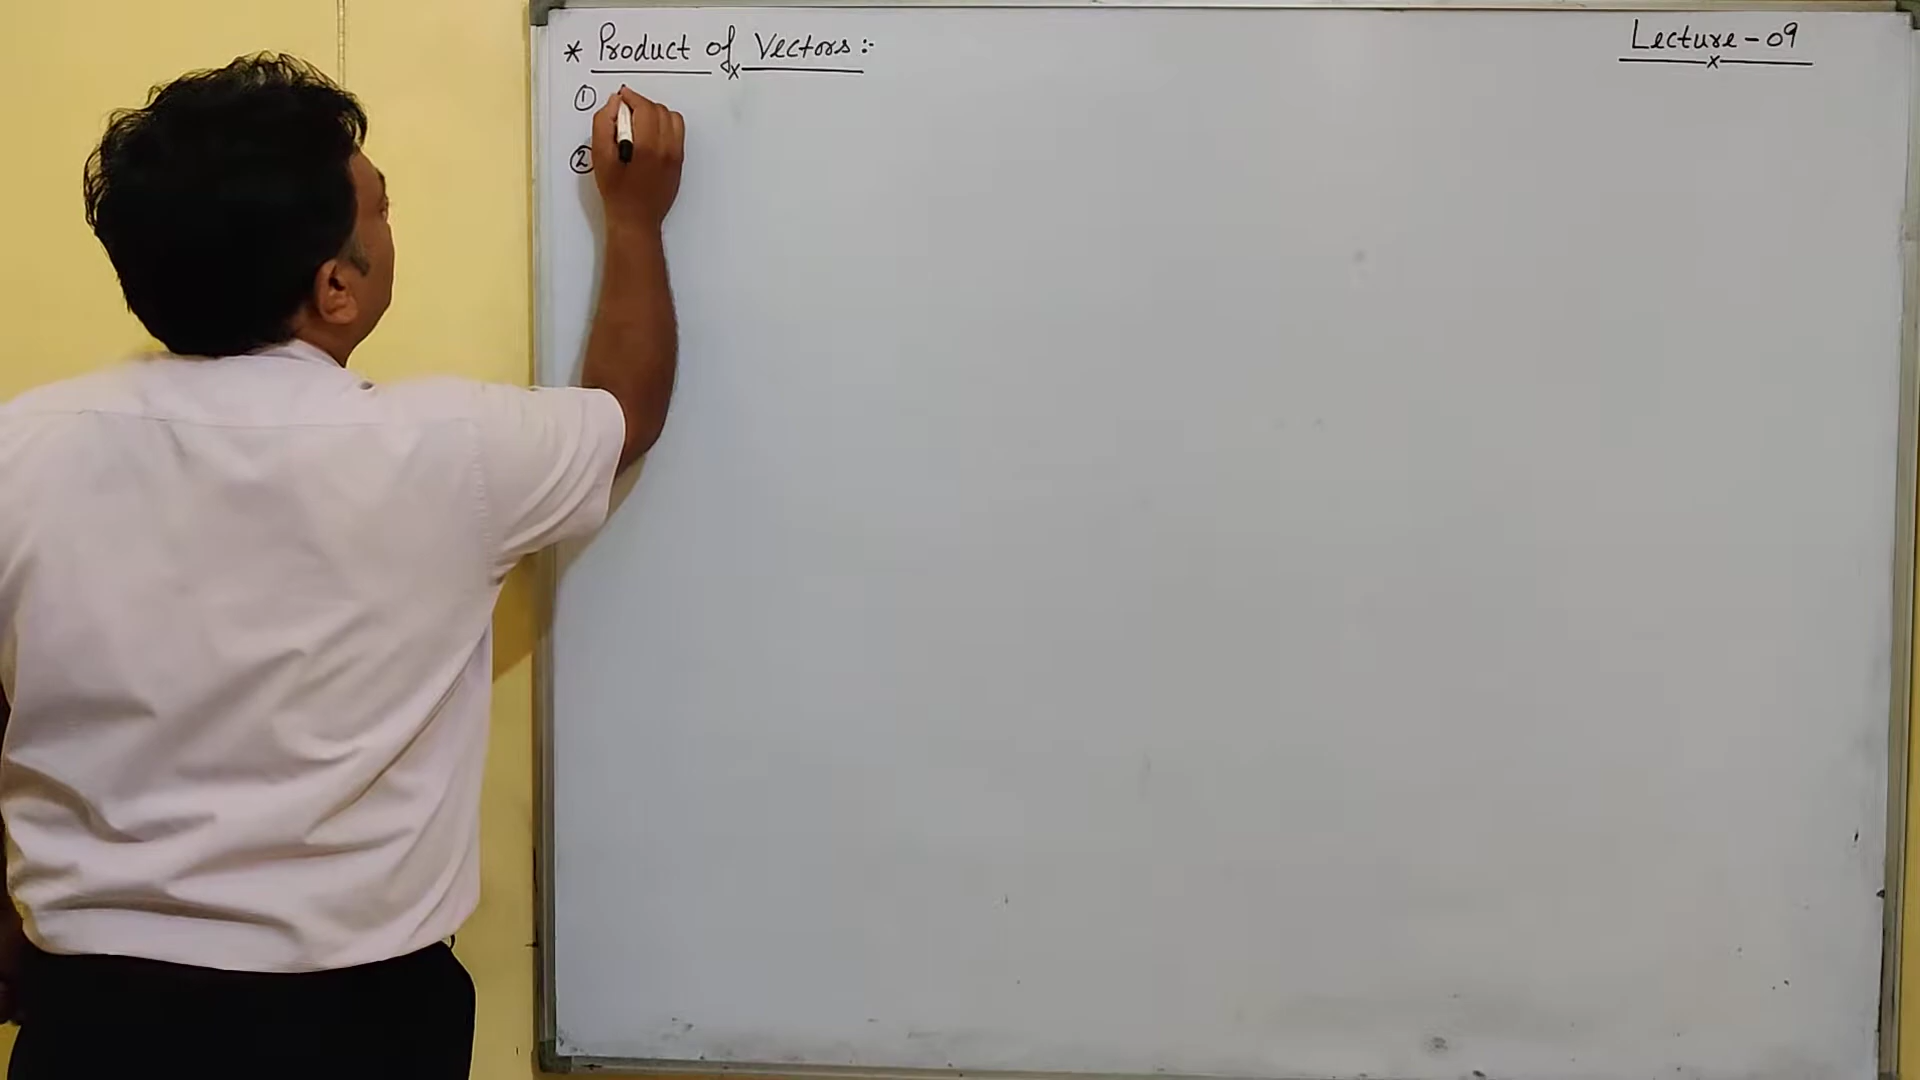 * Product of Vectors :-
Lecture - 09
①
②